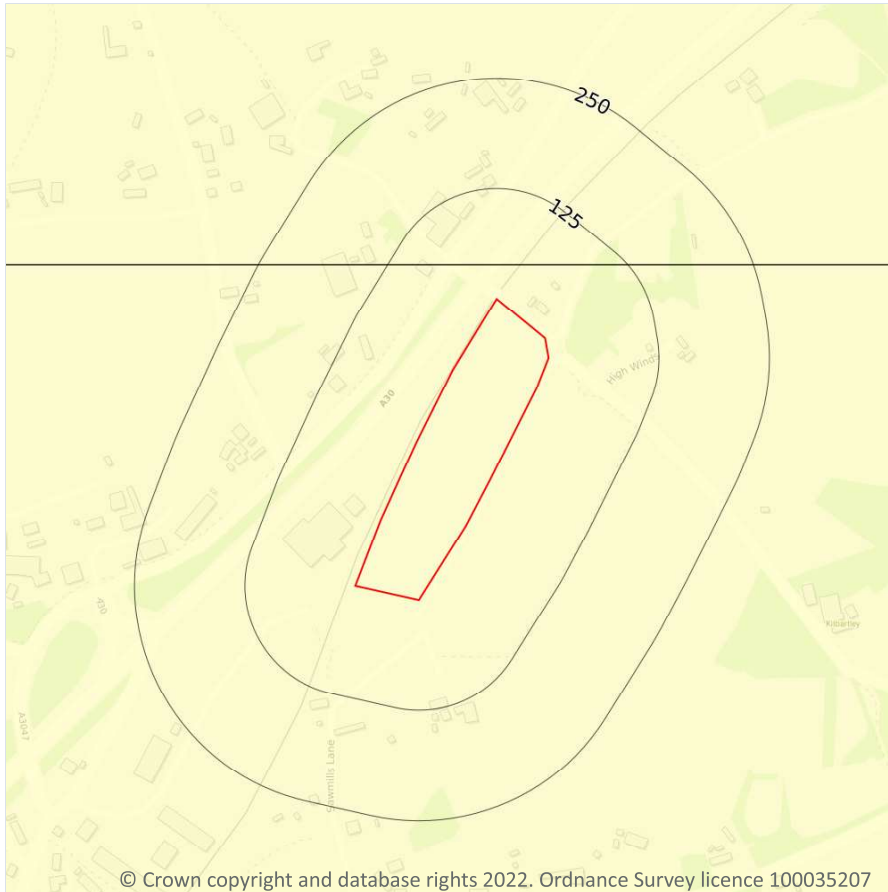 250
125
High Winds
A30
A30
Kilbartey
A3047
Sawmills Lane
© Crown copyright and database rights 2022. Ordnance Survey licence 100035207